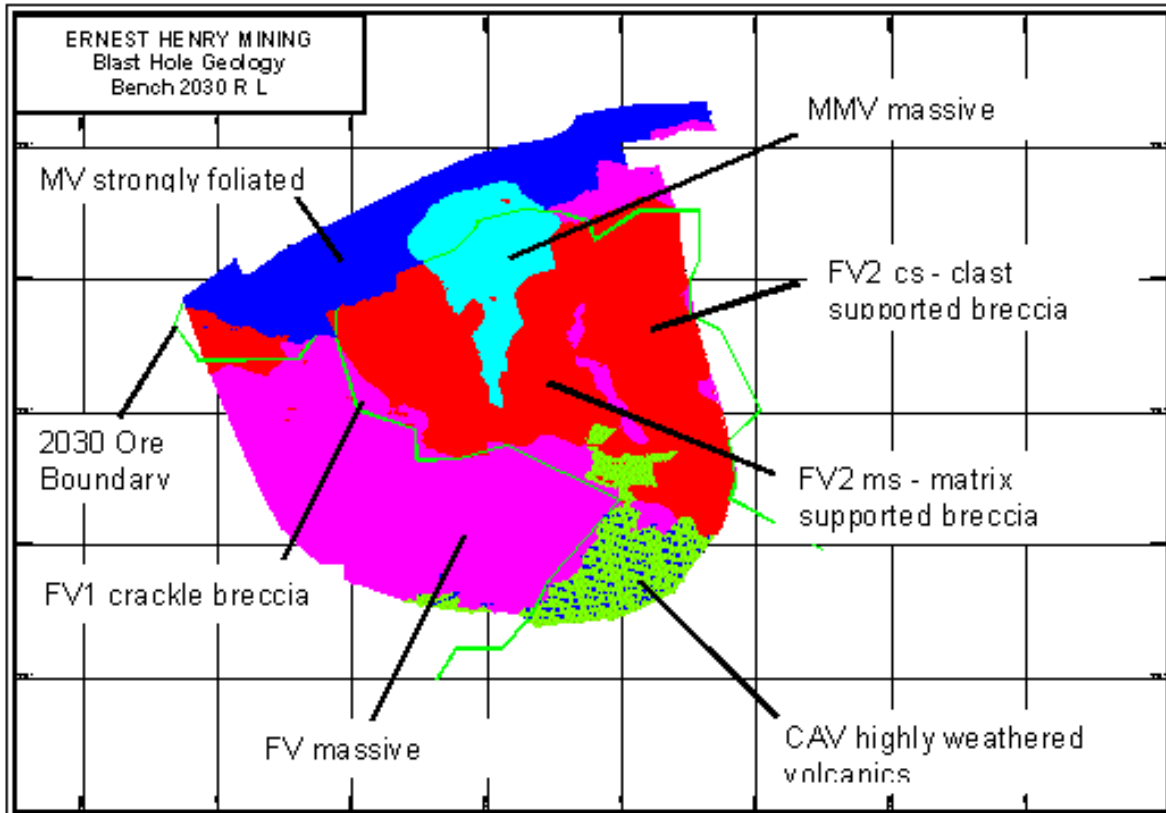 ERNEST HENRY MINING
Blast Hole Geology
Bench 2030 R L
MMV massive
MV strongly foliated
FV2 cs - clast
supported breccia
2030 Ore
Boundary
FV2 ms - matrix
supported breccia
FV1 crackle breccia
FV massive
CAV highly weathered
volcanics